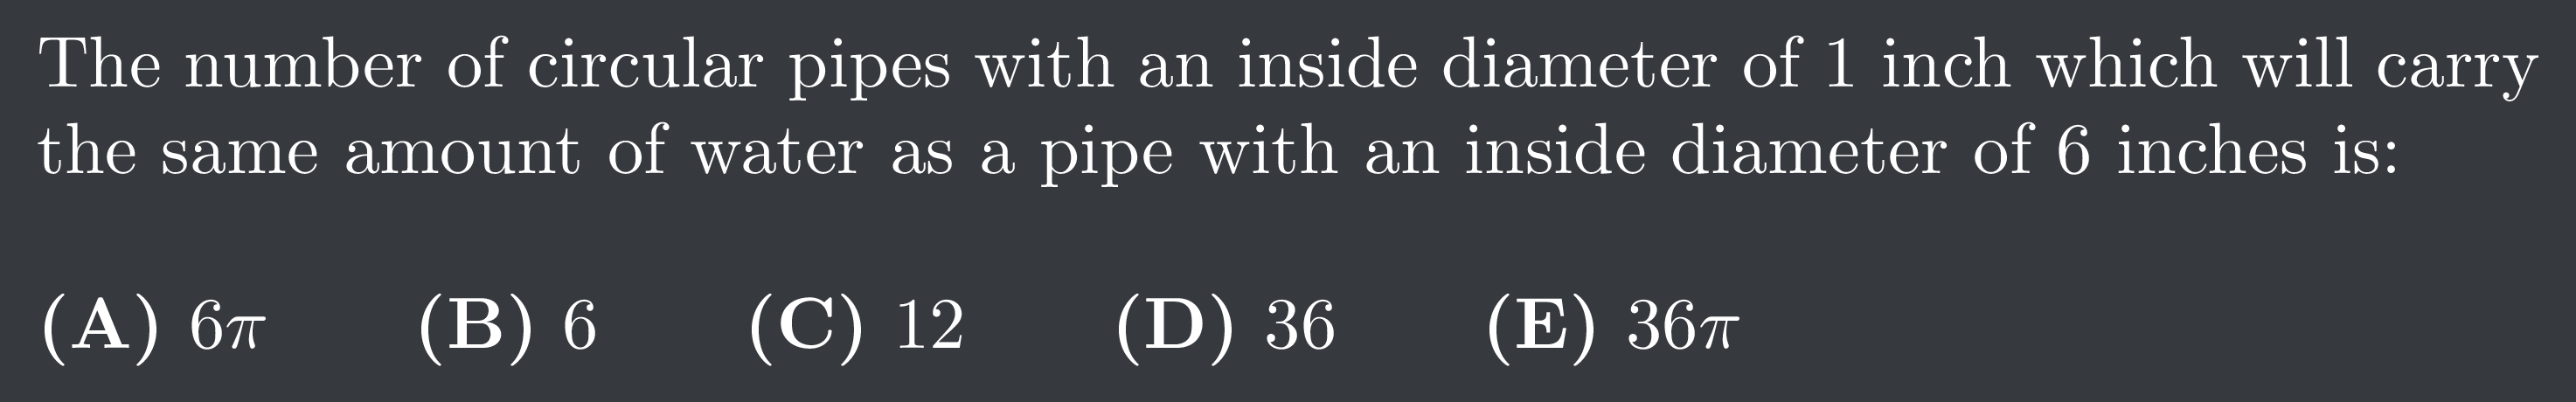 The number of circular pipes with an inside diameter of 1 inch which will carry
the same amount of water as a pipe with an inside diameter of 6 inches is:
(A) 6π (B) 6 (C) 12 (D) 36 (E) 36π